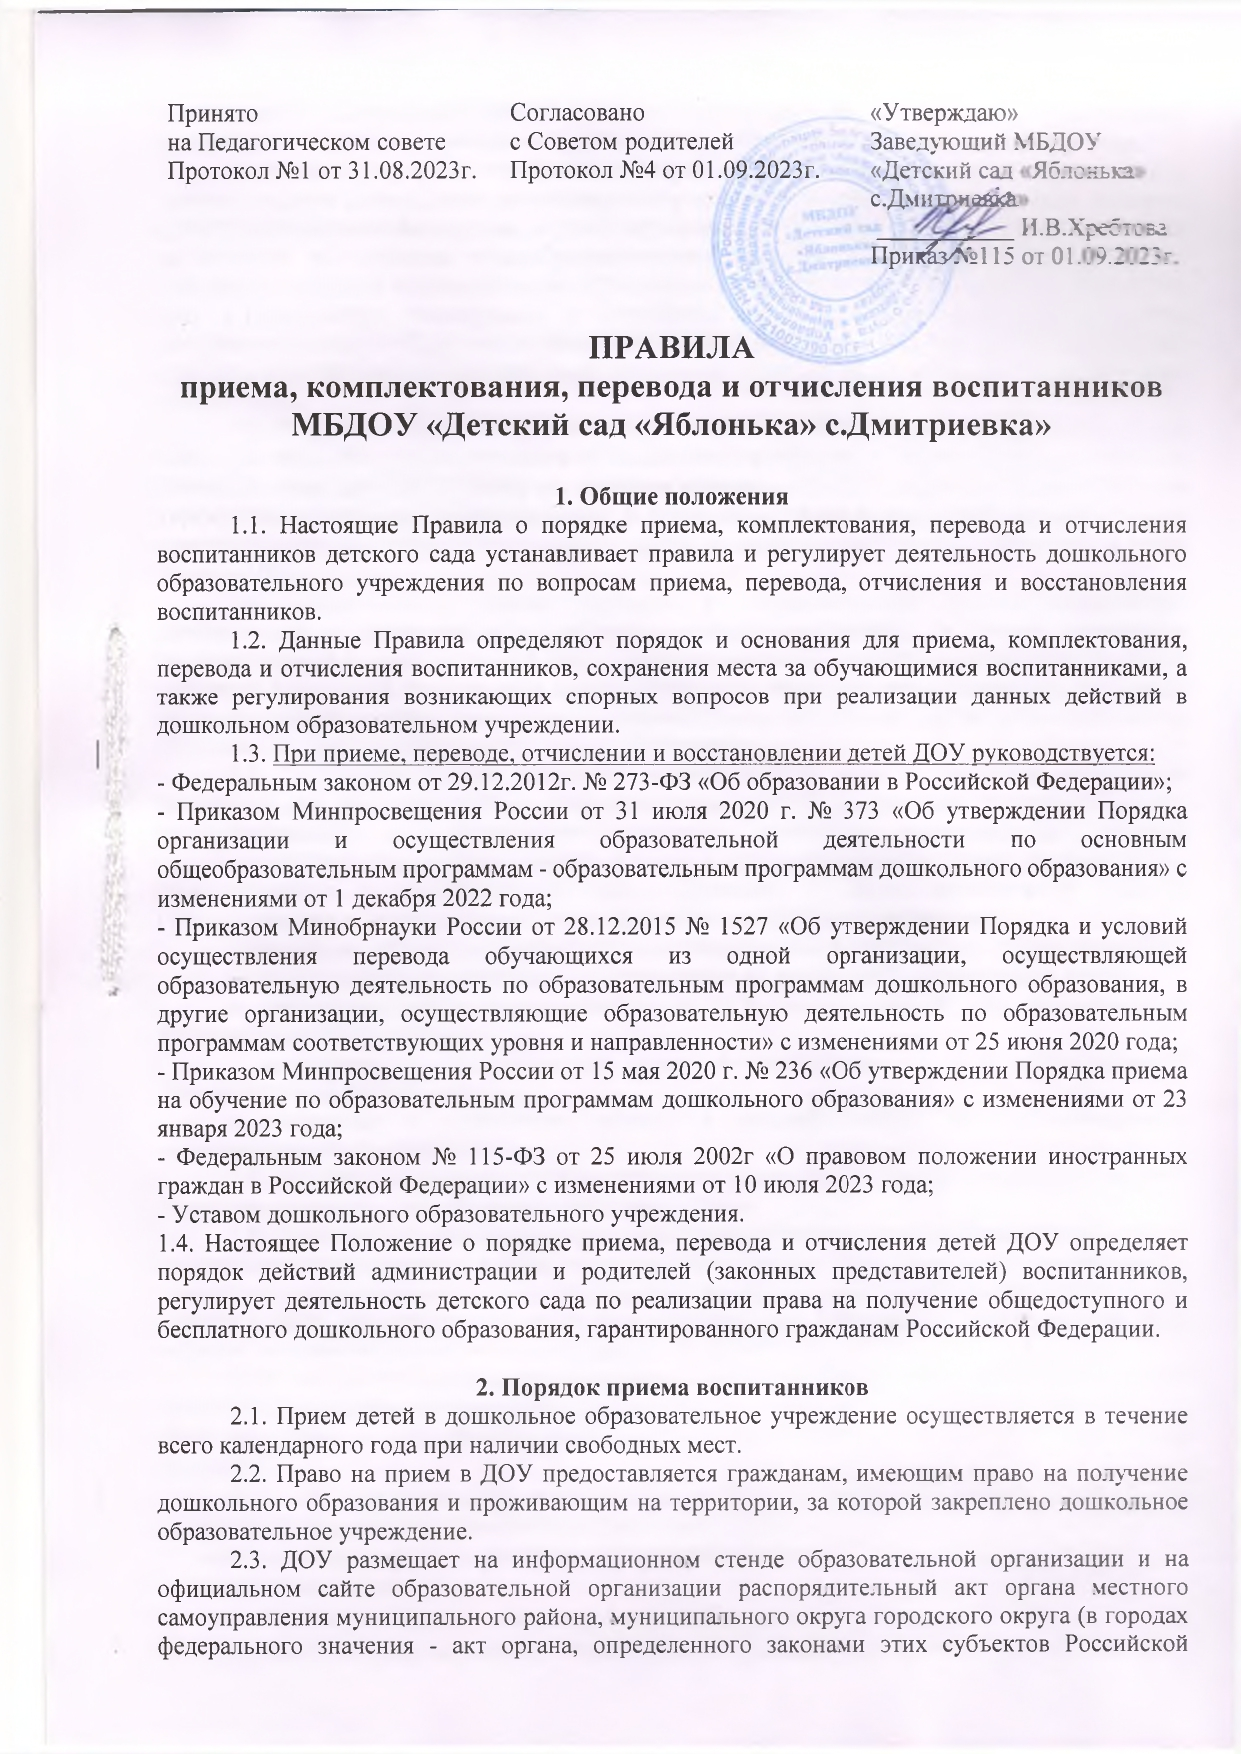 Принято
на Педагогическом совете
Протокол №1 от 31.08.2023г.
Согласовано
с Советом родителей
Протокол №4 от 01.09.2023г.
«Утверждаю»
Заведующий МБДОУ
«Детский сад «Яблонька»
с.Дмитриевка»
И.В.Хребтова
Приказ №115 от 01.09.2023г.
ПРАВИЛА
приема, комплектования, перевода и отчисления воспитанников
МБДОУ «Детский сад «Яблонька» с.Дмитриевка»
1. Общие положения
1.1. Настоящие Правила о порядке приема, комплектования, перевода и отчисления
воспитанников детского сада устанавливает правила и регулирует деятельность дошкольного
образовательного учреждения по вопросам приема, перевода, отчисления и восстановления
воспитанников.
1.2. Данные Правила определяют порядок и основания для приема, комплектования,
перевода и отчисления воспитанников, сохранения места за обучающимися воспитанниками, а
также регулирования возникающих спорных вопросов при реализации данных действий в
дошкольном образовательном учреждении.
1.3. При приеме, переводе, отчислении и восстановлении детей ДОУ руководствуется:
- Федеральным законом от 29.12.2012г. № 273-ФЗ «Об образовании в Российской Федерации»;
- Приказом Минпросвещения России от 31 июля 2020 г. № 373 «Об утверждении Порядка
организации и осуществления образовательной деятельности по основным
общеобразовательным программам - образовательным программам дошкольного образования» с
изменениями от 1 декабря 2022 года;
- Приказом Минобрнауки России от 28.12.2015 № 1527 «Об утверждении Порядка и условий
осуществления перевода обучающихся из одной организации, осуществляющей
образовательную деятельность по образовательным программам дошкольного образования, в
другие организации, осуществляющие образовательную деятельность по образовательным
программам соответствующих уровня и направленности» с изменениями от 25 июня 2020 года;
- Приказом Минпросвещения России от 15 мая 2020 г. № 236 «Об утверждении Порядка приема
на обучение по образовательным программам дошкольного образования» с изменениями от 23
января 2023 года;
- Федеральным законом № 115-ФЗ от 25 июля 2002г «О правовом положении иностранных
граждан в Российской Федерации» с изменениями от 10 июля 2023 года;
- Уставом дошкольного образовательного учреждения.
1.4. Настоящее Положение о порядке приема, перевода и отчисления детей ДОУ определяет
порядок действий администрации и родителей (законных представителей) воспитанников,
регулирует деятельность детского сада по реализации права на получение общедоступного и
бесплатного дошкольного образования, гарантированного гражданам Российской Федерации.
2. Порядок приема воспитанников
2.1. Прием детей в дошкольное образовательное учреждение осуществляется в течение
всего календарного года при наличии свободных мест.
2.2. Право на прием в ДОУ предоставляется гражданам, имеющим право на получение
дошкольного образования и проживающим на территории, за которой закреплено дошкольное
образовательное учреждение.
2.3. ДОУ размещает на информационном стенде образовательной организации и на
официальном сайте образовательной организации распорядительный акт органа местного
самоуправления муниципального района, муниципального округа городского округа (в городах
федерального значения - акт органа, определенного законами этих субъектов Российской